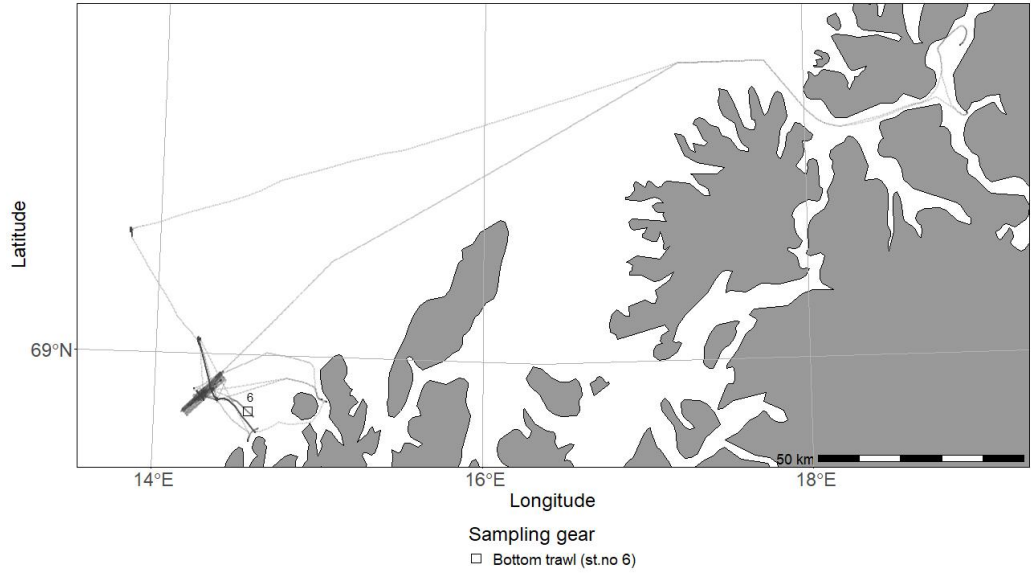 Latitude
69°N
6
50 km
14°E
16°E
18°E
Longitude
Sampling gear
Bottom trawl (st.no 6)